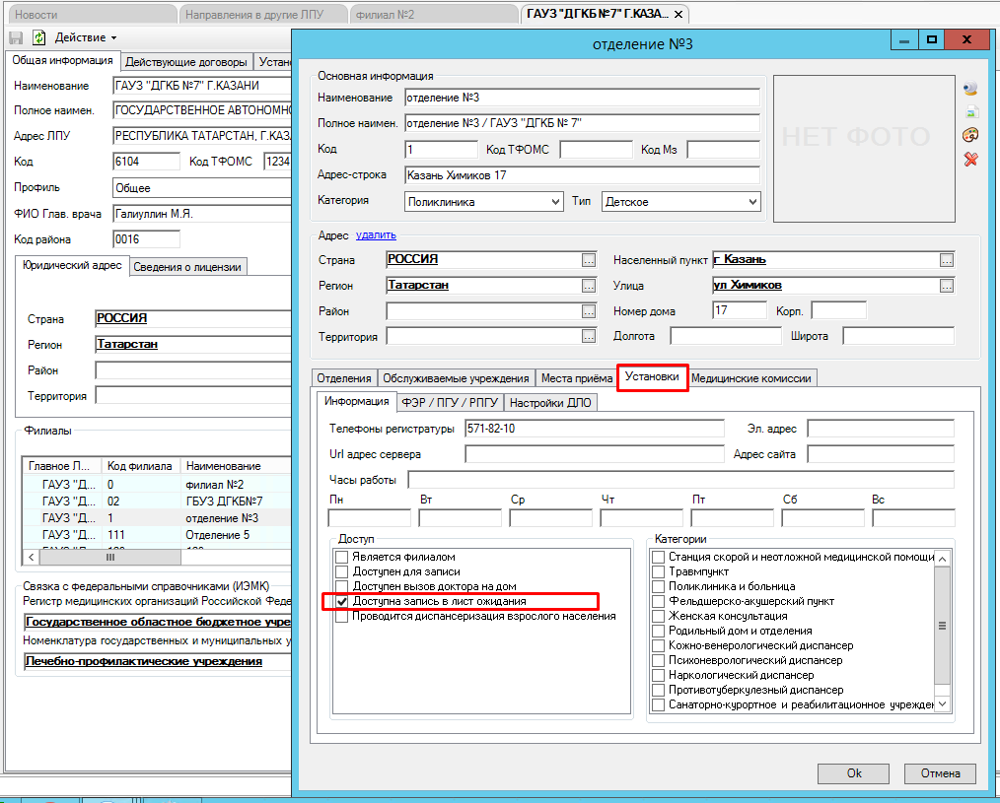 Новости
Направления в другие ЛПУ
филиал №2
ГАУЗ "ДГКБ №7" Г.КАЗА...
Действие
Общая информация
Действующие договоры
Наименование
ГАУЗ "ДГКБ №7" Г.КАЗАНИ
Полное наимен.
Адрес ЛПУ
Код
6104
Код ТФОМС
1234
Профиль
Общее
ФИО Глав. врача
Галиуллин М.Я.
Код района
0016
Юридический адрес
Сведения о лицензии
Страна
РОССИЯ
Регион
Татарстан
Район
Территория
Филиалы
Главное Л...
Код филиала
Наименование
ГАУЗ "Д...
0
филиал №2
ГАУЗ "Д...
02
ГБУЗ ДГКБ№7
ГАУЗ "Д...
1
отделение №3
ГАУЗ "Д...
111
Отделение 5
Связка с федеральными справочниками (ИЭМК)
Регистр медицинских организаций Российской Феде
Государственное областное бюджетное учре
Номенклатура государственных и муниципальных у
Лечебно-профилактические учреждения
отделение №3
Основная информация
Наименование
отделение №3
Полное наимен.
отделение №3 / ГАУЗ "ДГКБ № 7"
Код
1
Код ТФОМС
Код Мз
Адрес-строка
Казань Химиков 17
Категория
Поликлиника
Тип
Детское
НЕТ ФОТО
Адрес
удалить
Страна
РОССИЯ
Населенный пункт
г Казань
Регион
Татарстан
Улица
ул Химиков
Район
Номер дома
17
Корп.
Территория
Долгота
Широта
Отделения
Обслуживаемые учреждения
Места приёма
Установки
Медицинские комиссии
Информация
ФЭР / ПГУ / РПГУ
Настройки ДЛО
Телефоны регистратуры
571-82-10
Эл. адрес
Url адрес сервера
Адрес сайта
Часы работы
Пн
Вт
Ср
Чт
Пт
Сб
Вс
Доступ
Является филиалом
Доступен для записи
Доступен вызов доктора на дом
Доступна запись в лист ожидания
Проводится диспансеризация взрослого населения
Категории
Станция скорой и неотложной медицинской помощи
Травмпункт
Поликлиника и больница
Фельдшерско-акушерский пункт
Женская консультация
Родильный дом и отделения
Кожно-венерологический диспансер
Психоневрологический диспансер
Наркологический диспансер
Противотуберкулезный диспансер
Санаторно-курортное и реабилитационное учрежден
Ok
Отмена